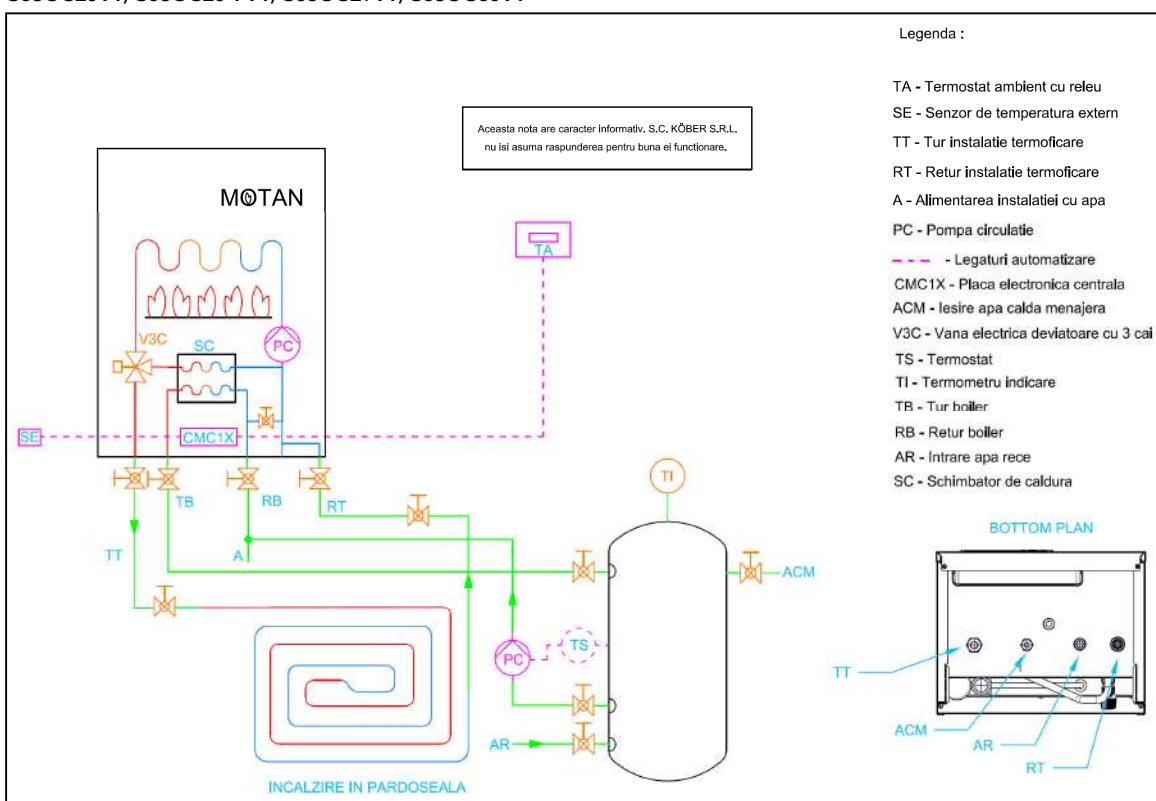 Legenda :
TA - Termostat ambient cu releu
SE - Senzor de temperatura extern
TT - Tur instalatie termoficare
RT - Retur instalatie termoficare
A - Alimentarea instalatiei cu apa
PC - Pompa circulatie
- Legaturi automatizare
CMC1X - Placa electronica centrala
ACM - Iesire apa calda menajera
V3C - Vana electrica deviatoare cu 3 cai
TS - Termostat
TI - Termometru indicare
TB - Tur boiler
RB - Retur boiler
AR - Intrare apa rece
SC - Schimbator de caldura
Aceasta nota are caracter informativ. S.C. KÖBER S.R.L.
nu isi asuma raspunderea pentru buna ei functionare.
MOTAN
TA
V3C
SC
PC
SE
CMC1X
TB
RB
RT
TT
A
TI
ACM
TS
PC
AR
INCALZIRE IN PARDOSEALA
BOTTOM PLAN
TT
ACM
AR
RT